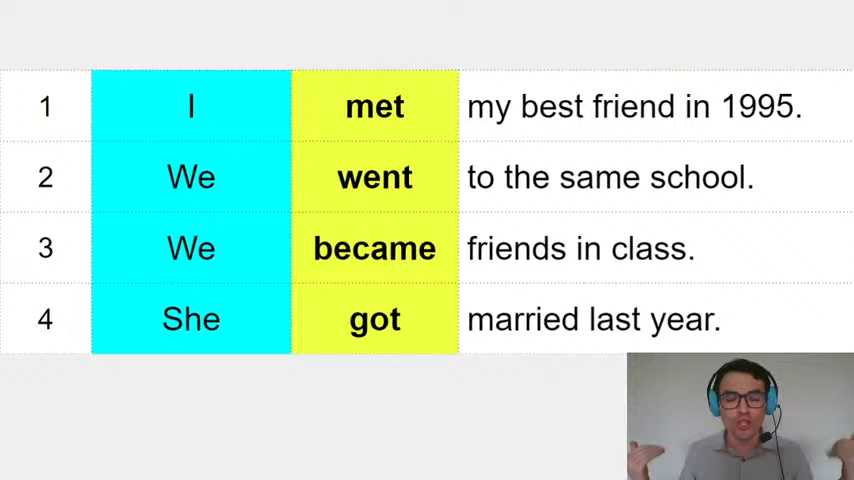 1 I met my best friend in 1995.
2 We went to the same school.
3 We became friends in class.
4 She got married last year.